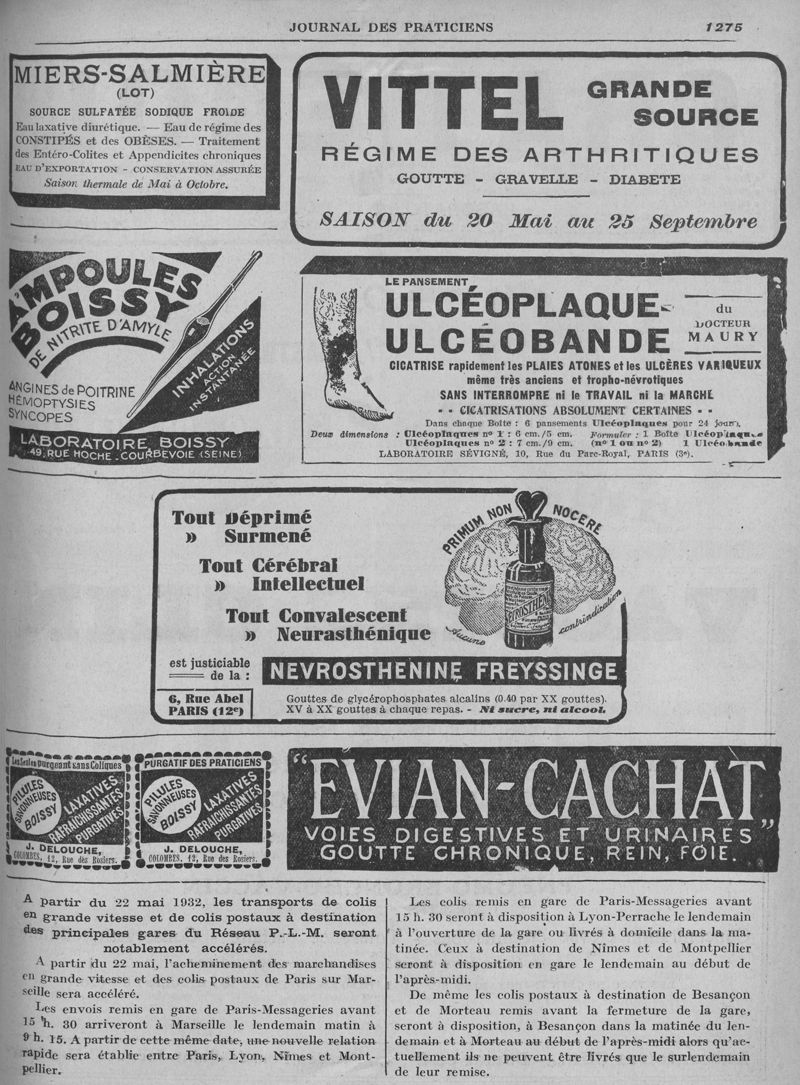 JOURNAL DES PRATICIENS
1275
MIERS-SALMIÈRE
(LOT)
SOURCE SULFATÉE SODIQUE FROIDE
Eau laxative diurétique. — Eau de régime des
CONSTIPÉS et des OBÈSES. — Traitement
des Entéro-Colites et Appendicites chroniques
EAU D'EXPORTATION - CONSERVATION ASSURÉE
Saison thermale de Mai à Octobre.
VITTEL GRANDE
SOURCE
RÉGIME DES ARTHRITIQUES
GOUTTE - GRAVELLE - DIABETE
SAISON du 20 Mai au 25 Septembre
AMPOULES
BOISSY
DE NITRITE D'AMYLE
INHALATIONS
ACTION
INSTANTANÉE
ANGINES de POITRINE
HÉMOPTYSIES
SYNCOPES
LABORATOIRE BOISSY
49, RUE HOCHE - COURBEVOIE (SEINE)
LE PANSEMENT
ULCÉOPLAQUE-
ULCÉOBANDE
du
DOCTEUR
MAURY
CICATRISE rapidement les PLAIES ATONES et les ULCÈRES VARIQUEUX
même très anciens et tropho-névrotiques
SANS INTERROMPRE ni le TRAVAIL ni la MARCHE
- - CICATRISATIONS ABSOLUMENT CERTAINES - -
Dans chaque Boîte : 6 pansements Ulcéoplaques pour 24 jours.
Deux dimensions : Ulcéoplaques nº 1 : 6 cm./5 cm. Formuler : 1 Boîte Ulcéoplaques
Ulcéoplaques nº 2 : 7 cm./9 cm. (nº 1 ou nº 2) 1 Ulcéobande
LABORATOIRE SÉVIGNÉ, 10, Rue du Parc-Royal, PARIS (3e).
Tout Déprimé
» Surmené
Tout Cérébral
» Intellectuel
Tout Convalescent
» Neurasthénique
PRIMUM NON NOCERE
NEVROSTHENINE
Aucune contrindication
est justiciable
de la :
NEVROSTHENINE FREYSSINGE
6, Rue Abel
PARIS (12e)
Gouttes de glycérophosphates alcalins (0.40 par XX gouttes).
XV à XX gouttes à chaque repas. - Ni sucre, ni alcool.
Les seules Purgeant sans Coliques
PILULES
SAVONNEUSES
BOISSY
LAXATIVES
RAFRAICHISSANTES
PURGATIVES
J. DELOUCHE,
COLOMBES, 12, Rue des Rosiers.
PURGATIF DES PRATICIENS
PILULES
SAVONNEUSES
BOISSY
LAXATIVES
RAFRAICHISSANTES
PURGATIVES
J. DELOUCHE,
COLOMBES, 12, Rue des Rosiers.
"EVIAN-CACHAT"
VOIES DIGESTIVES ET URINAIRES
GOUTTE CHRONIQUE, REIN, FOIE.
A partir du 22 mai 1932, les transports de colis
en grande vitesse et de colis postaux à destination
des principales gares du Réseau P.-L.-M. seront
notablement accélérés.
A partir du 22 mai, l'acheminement des marchandises
en grande vitesse et des colis postaux de Paris sur Mar-
seille sera accéléré.
Les envois remis en gare de Paris-Messageries avant
15 h. 30 arriveront à Marseille le lendemain matin à
9 h. 15. A partir de cette même date, une nouvelle relation
rapide sera établie entre Paris, Lyon, Nîmes et Mont-
pellier.
Les colis remis en gare de Paris-Messageries avant
15 h. 30 seront à disposition à Lyon-Perrache le lendemain
à l'ouverture de la gare ou livrés à domicile dans la ma-
tinée. Ceux à destination de Nîmes et de Montpellier
seront à disposition en gare le lendemain au début de
l'après-midi.
De même les colis postaux à destination de Besançon
et de Morteau remis avant la fermeture de la gare,
seront à disposition, à Besançon dans la matinée du len-
demain et à Morteau au début de l'après-midi alors qu'ac-
tuellement ils ne peuvent être livrés que le surlendemain
de leur remise.